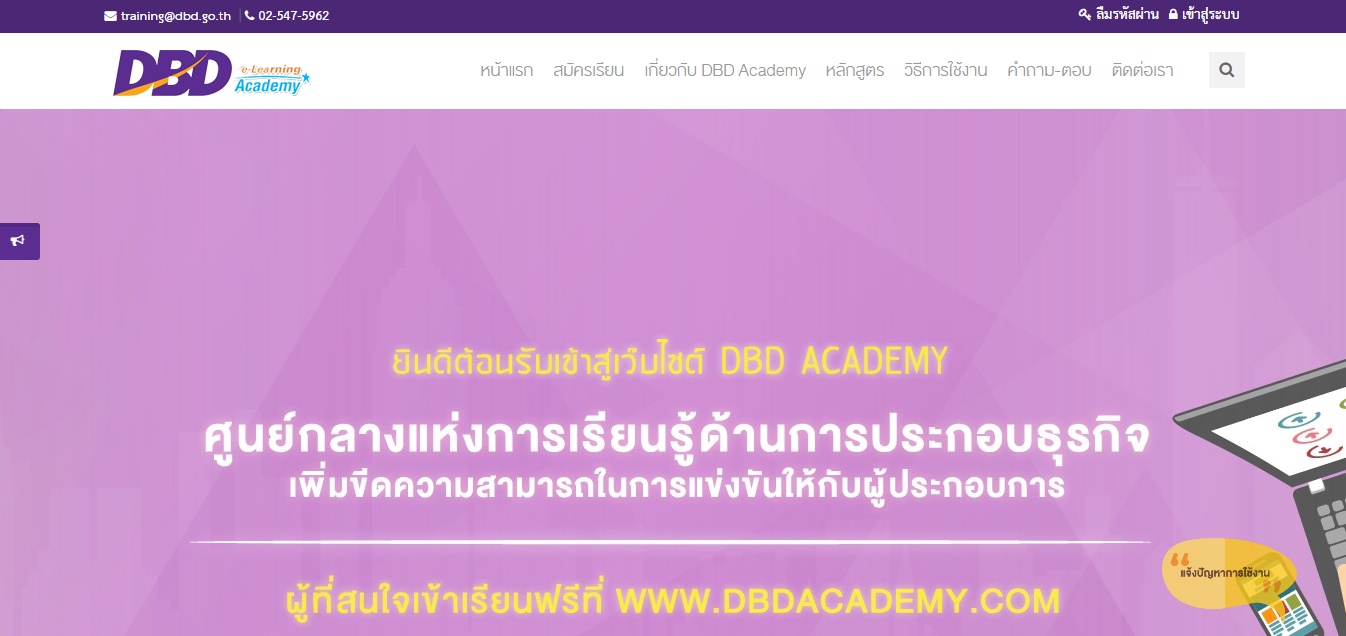 training@dbd.go.th | 02-547-5962
ลืมรหัสผ่าน เข้าสู่ระบบ
DBD e-Learning Academy
หน้าแรก สมัครเรียน เกี่ยวกับ DBD Academy หลักสูตร วิธีการใช้งาน คำถาม-ตอบ ติดต่อเรา
ยินดีต้อนรับเข้าสู่เว็บไซต์ DBD ACADEMY
ศูนย์กลางแห่งการเรียนรู้ด้านการประกอบธุรกิจ
เพิ่มขีดความสามารถในการแข่งขันให้กับผู้ประกอบการ
แจ้งปัญหาการใช้งาน
ผู้ที่สนใจเข้าเรียนฟรีที่ WWW.DBDACADEMY.COM